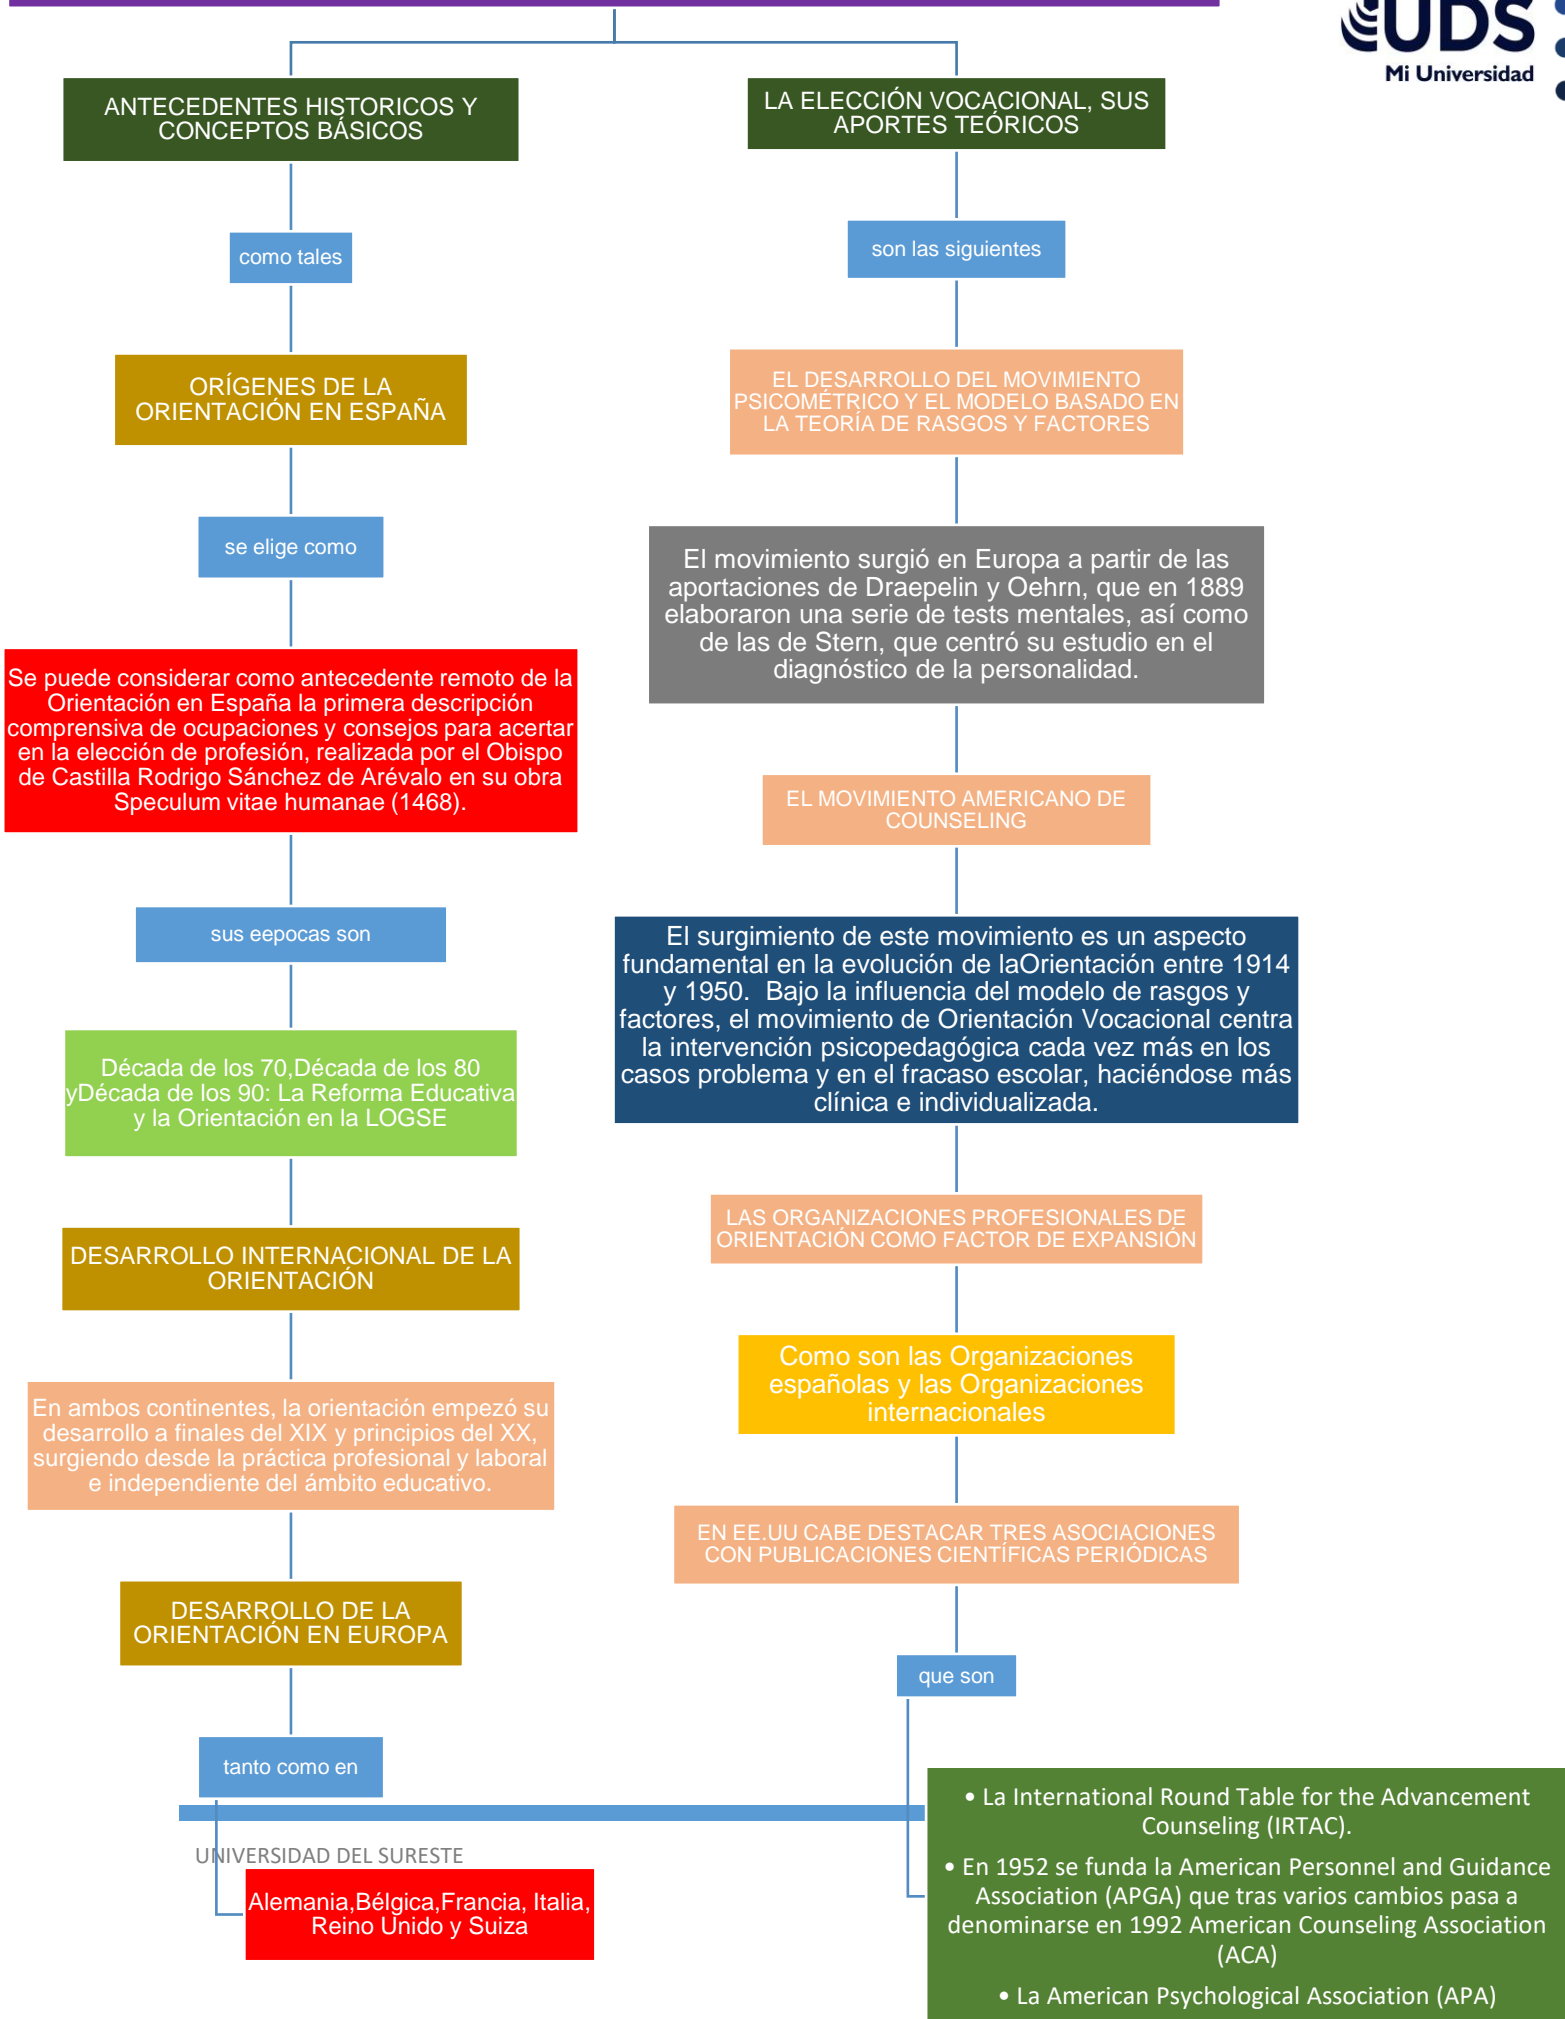 UDS
Mi Universidad
ANTECEDENTES HISTORICOS Y
CONCEPTOS BÁSICOS
como tales
ORÍGENES DE LA
ORIENTACIÓN EN ESPAÑA
se elige como
Se puede considerar como antecedente remoto de la
Orientación en España la primera descripción
comprensiva de ocupaciones y consejos para acertar
en la elección de profesión, realizada por el Obispo
de Castilla Rodrigo Sánchez de Arévalo en su obra
Speculum vitae humanae (1468).
sus eepocas son
Década de los 70,Década de los 80
yDécada de los 90: La Reforma Educativa
y la Orientación en la LOGSE
DESARROLLO INTERNACIONAL DE LA
ORIENTACIÓN
En ambos continentes, la orientación empezó su
desarrollo a finales del XIX y principios del XX,
surgiendo desde la práctica profesional y laboral
e independiente del ámbito educativo.
DESARROLLO DE LA
ORIENTACIÓN EN EUROPA
tanto como en
UNIVERSIDAD DEL SURESTE
Alemania,Bélgica,Francia, Italia,
Reino Unido y Suiza
LA ELECCIÓN VOCACIONAL, SUS
APORTES TEÓRICOS
son las siguientes
EL DESARROLLO DEL MOVIMIENTO
PSICOMÉTRICO Y EL MODELO BASADO EN
LA TEORÍA DE RASGOS Y FACTORES
El movimiento surgió en Europa a partir de las
aportaciones de Draepelin y Oehrn, que en 1889
elaboraron una serie de tests mentales, así como
de las de Stern, que centró su estudio en el
diagnóstico de la personalidad.
EL MOVIMIENTO AMERICANO DE
COUNSELING
El surgimiento de este movimiento es un aspecto
fundamental en la evolución de laOrientación entre 1914
y 1950.  Bajo la influencia del modelo de rasgos y
factores, el movimiento de Orientación Vocacional centra
la intervención psicopedagógica cada vez más en los
casos problema y en el fracaso escolar, haciéndose más
clínica e individualizada.
LAS ORGANIZACIONES PROFESIONALES DE
ORIENTACIÓN COMO FACTOR DE EXPANSIÓN
Como son las Organizaciones
españolas y las Organizaciones
internacionales
EN EE.UU CABE DESTACAR TRES ASOCIACIONES
CON PUBLICACIONES CIENTÍFICAS PERIÓDICAS
que son
• La International Round Table for the Advancement
Counseling (IRTAC).
• En 1952 se funda la American Personnel and Guidance
Association (APGA) que tras varios cambios pasa a
denominarse en 1992 American Counseling Association
(ACA)
• La American Psychological Association (APA)